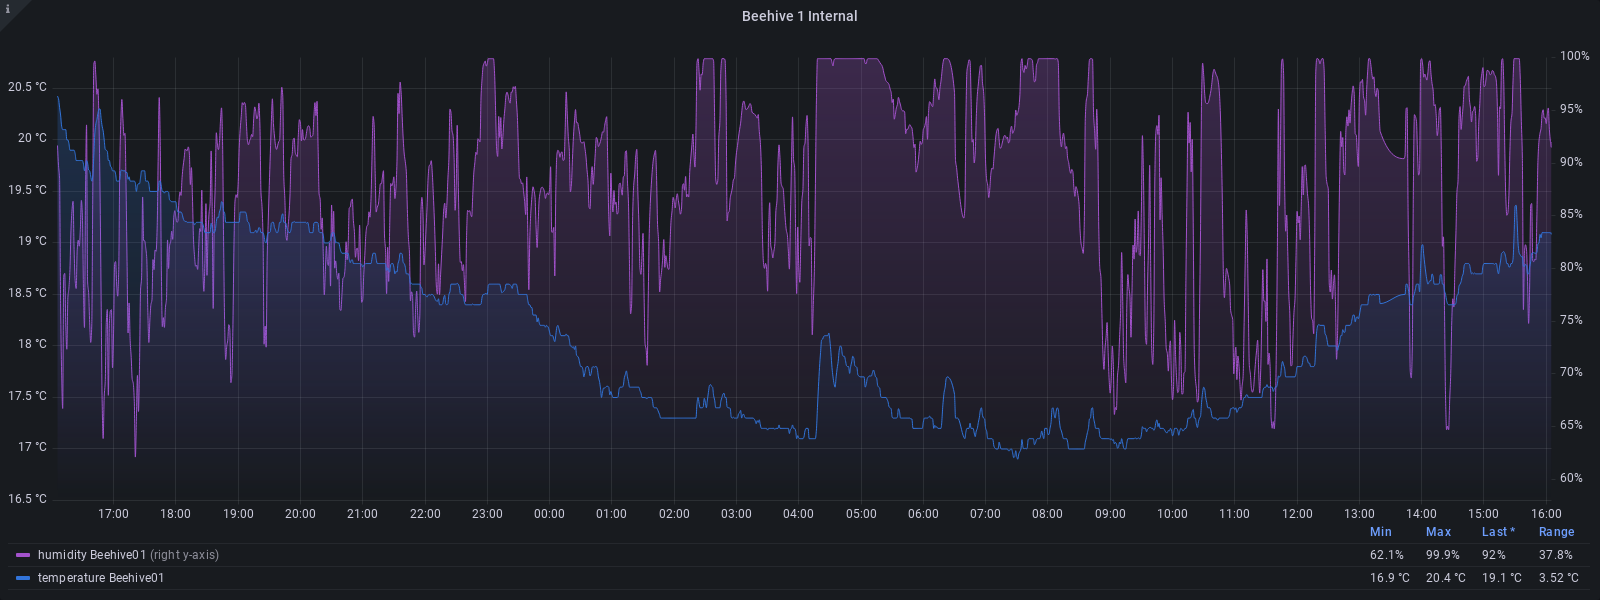 i
Beehive 1 Internal
100%
20.5 °C
95%
20 °C
90%
19.5 °C
85%
19 °C
80%
18.5 °C
75%
18 °C
70%
17.5 °C
65%
17 °C
60%
16.5 °C
17:00 18:00 19:00 20:00 21:00 22:00 23:00 00:00 01:00 02:00 03:00 04:00 05:00 06:00 07:00 08:00 09:00 10:00 11:00 12:00 13:00 14:00 15:00 16:00
Min Max Last * Range
humidity Beehive01 (right y-axis) 62.1% 99.9% 92% 37.8%
temperature Beehive01 16.9 °C 20.4 °C 19.1 °C 3.52 °C